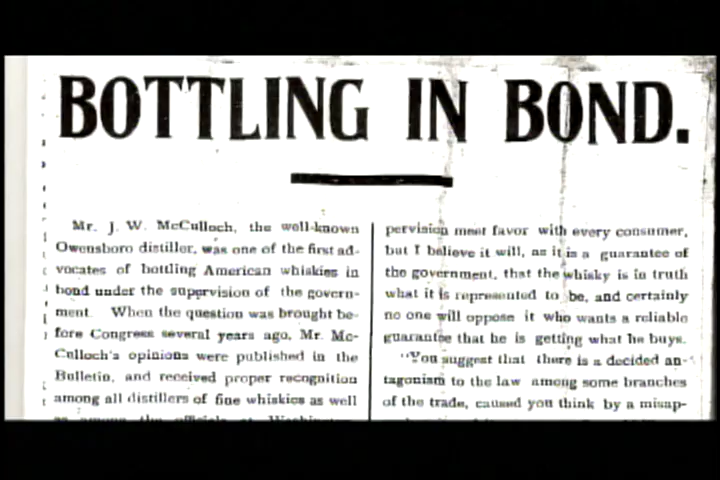 BOTTLING IN BOND.
Mr. J. W. McCulloch, the well-known
Owensboro distiller, was one of the first ad-
vocates of bottling American whiskies in
bond under the supervision of the govern-
ment. When the question was brought be-
fore Congress several years ago, Mr. Mc-
Culloch's opinions were published in the
Bulletin, and received proper recognition
among all distillers of fine whiskies as well
as among the officials at Washington
pervision meet favor with every consumer,
but I believe it will, as it is a guarantee of
the government, that the whisky is in truth
what it is represented to be, and certainly
no one will oppose it who wants a reliable
guarantee that he is getting what he buys.
"You suggest that there is a decided an-
tagonism to the law among some branches
of the trade, caused you think by a misap-